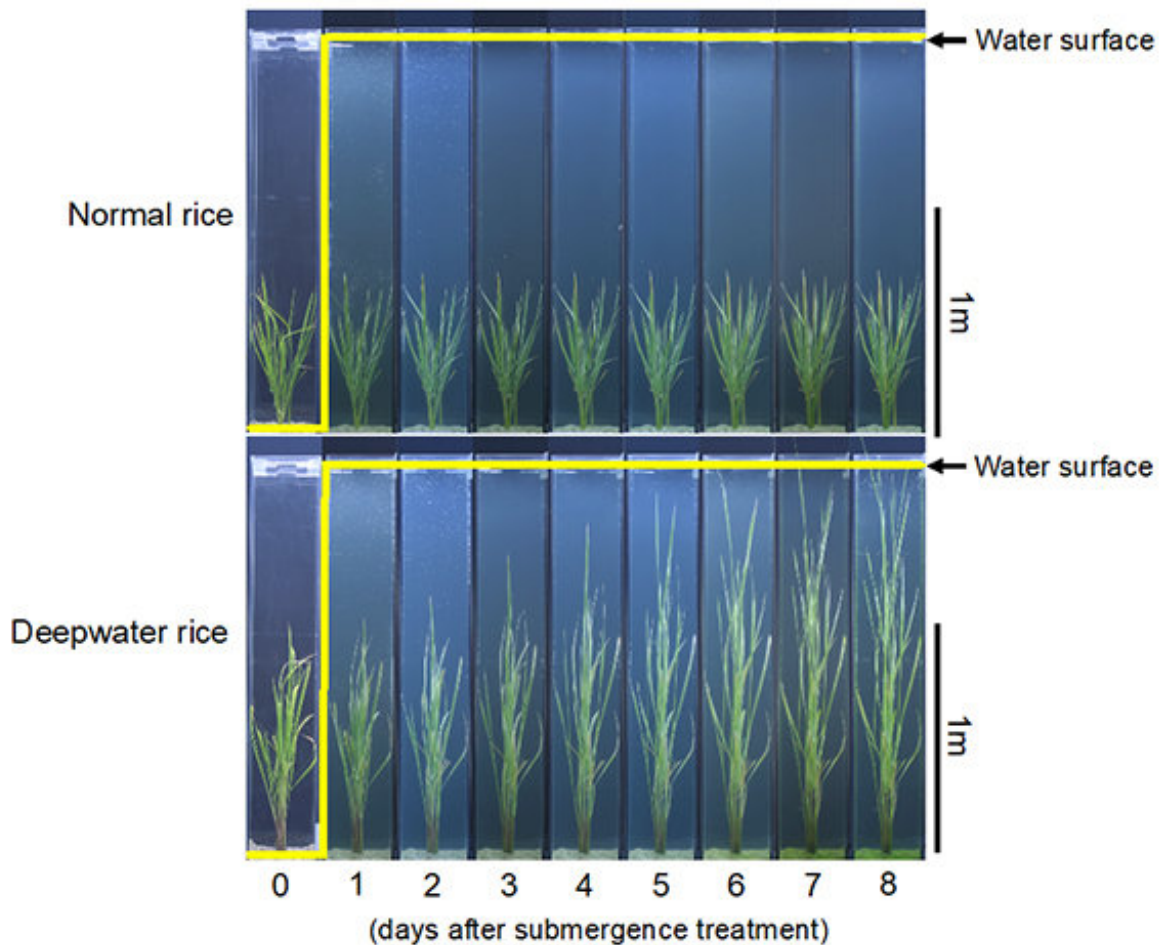 Water surface
Normal rice
1m
Water surface
Deepwater rice
1m
0 1 2 3 4 5 6 7 8
(days after submergence treatment)